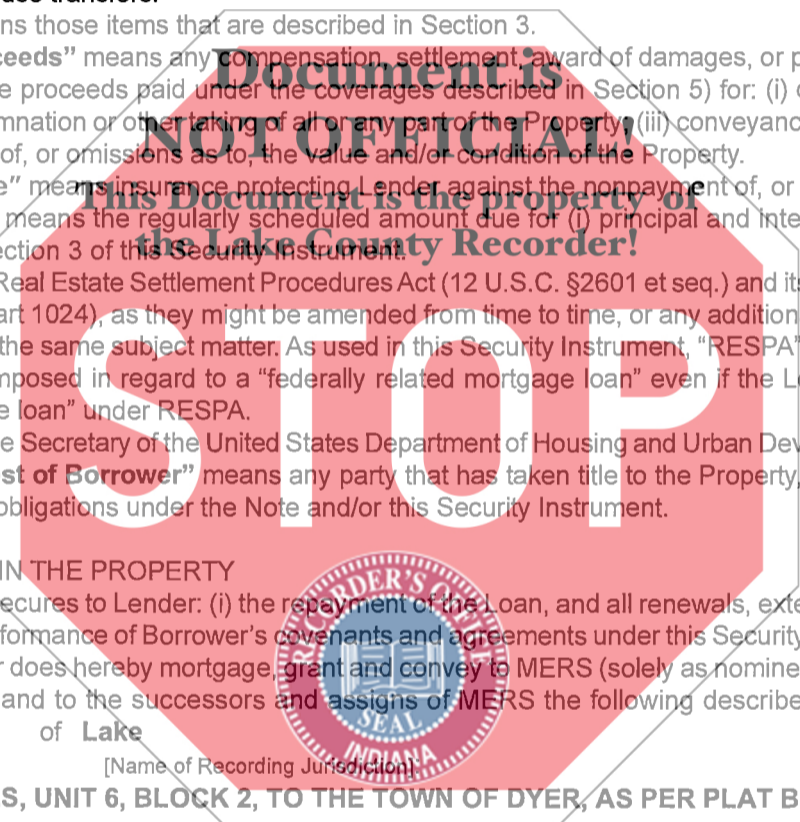 ns those items that are described in Section 3.
ceeds” means any compensation, settlement, award of damages, or p
Document is
e proceeds paid under the coverages described in Section 5) for: (i)
mnation or other taking of all or any part of the Property; (iii) conveyanc
NOT OFFICIAL!
of, or omissions as to, the value and/or condition of the Property.
e” means insurance protecting Lender against the nonpayment of, or
This Document is the property of
means the regularly scheduled amount due for (i) principal and inte
the Lake County Recorder!
ction 3 of this Security Instrument.
Real Estate Settlement Procedures Act (12 U.S.C. §2601 et seq.) and its
art 1024), as they might be amended from time to time, or any addition
the same subject matter. As used in this Security Instrument, “RESPA”
mposed in regard to a “federally related mortgage loan” even if the L
e loan” under RESPA.
STOP
e Secretary of the United States Department of Housing and Urban Dev
st of Borrower” means any party that has taken title to the Property,
obligations under the Note and/or this Security Instrument.
IN THE PROPERTY
ecures to Lender: (i) the repayment of the Loan, and all renewals, exte
formance of Borrower’s covenants and agreements under this Security
does hereby mortgage, grant and convey to MERS (solely as nomine
and to the successors and assigns of MERS the following describe
RECORDER'S OFFICE
SEAL
INDIANA
of Lake
[Name of Recording Jurisdiction]:
S, UNIT 6, BLOCK 2, TO THE TOWN OF DYER, AS PER PLAT B